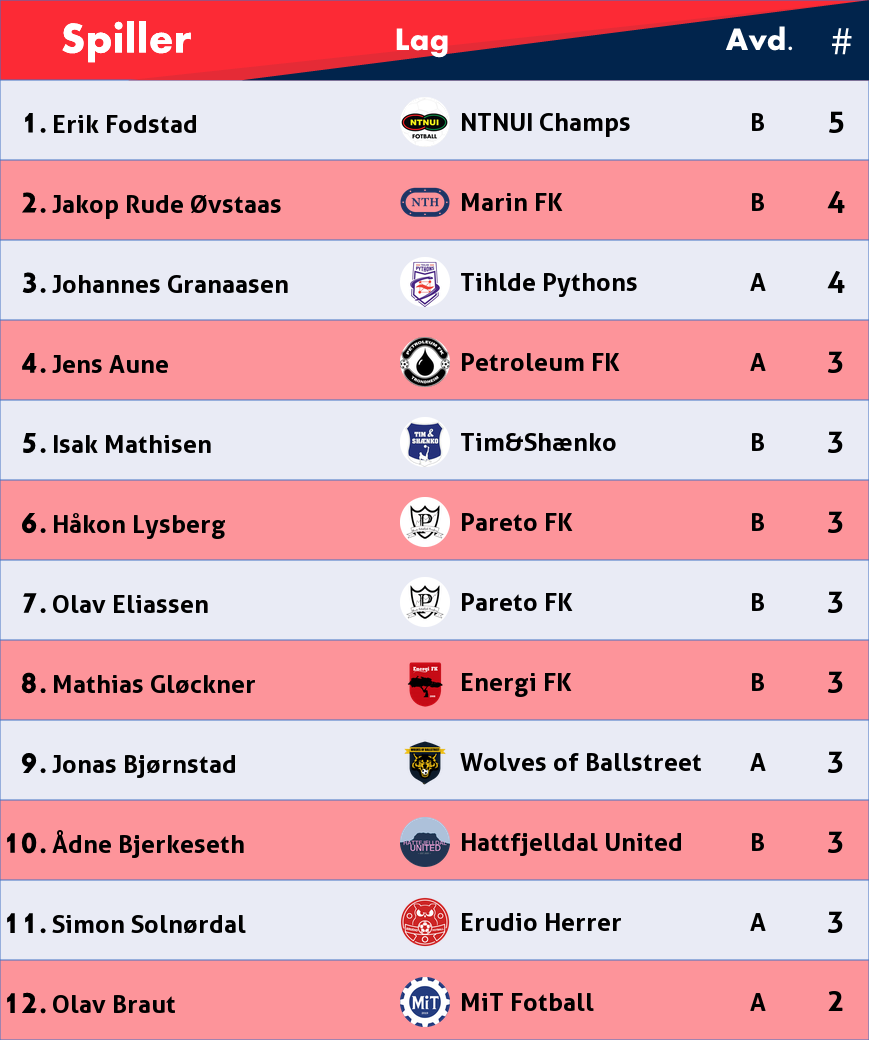 Spiller Lag Avd. #
1. Erik Fodstad NTNUI FOTBALL NTNUI Champs B 5
2. Jakop Rude Øvstaas NTH Marin FK B 4
3. Johannes Granaasen PYTHONS Tihlde Pythons A 4
4. Jens Aune PETROLEUM FK TRONDHEIM Petroleum FK A 3
5. Isak Mathisen TIM & SHÆNKO Tim&Shænko B 3
6. Håkon Lysberg P Pareto FK B 3
7. Olav Eliassen P Pareto FK B 3
8. Mathias Gløckner Energi FK Energi FK B 3
9. Jonas Bjørnstad WOLVES OF BALLSTREET Wolves of Ballstreet A 3
10. Ådne Bjerkeseth HATTFJELLDAL UNITED Hattfjelldal United B 3
11. Simon Solnørdal Erudio Herrer A 3
12. Olav Braut MiT MiT Fotball A 2